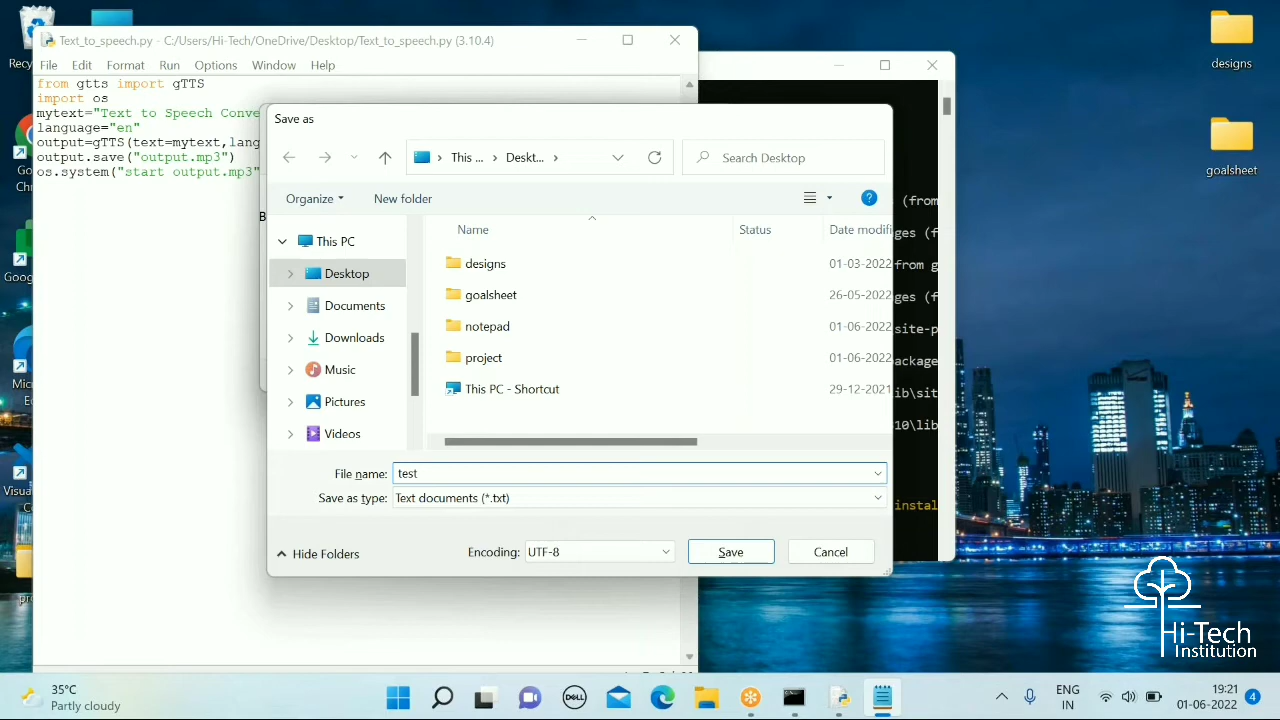 Text_to_speech.py - C:/Users/Hi-Tech/OneDrive/Desktop/Text_to_speech.py (3.10.4)
File Edit Format Run Options Window Help
from gtts import gTTS
import os
mytext="Text to Speech Conve
language="en"
output=gTTS(text=mytext,lang
output.save("output.mp3")
os.system("start output.mp3"
Save as
This ... Deskt...
Search Desktop
Organize New folder
Name Status Date modifi
This PC
Desktop
Documents
Downloads
Music
Pictures
Videos
designs 01-03-2022
goalsheet 26-05-2022
notepad 01-06-2022
project 01-06-2022
This PC - Shortcut 29-12-2021
File name: test
Save as type: Text documents (*.txt)
Hide Folders Encoding: UTF-8 Save Cancel
(from
ges (f
from g
ges (f
site-p
ackage
ib\sit
10\lib
instal
designs
goalsheet
Hi-Tech
Institution
35°C
Partly cloudy
DELL
ENG
IN
19:21
01-06-2022
4